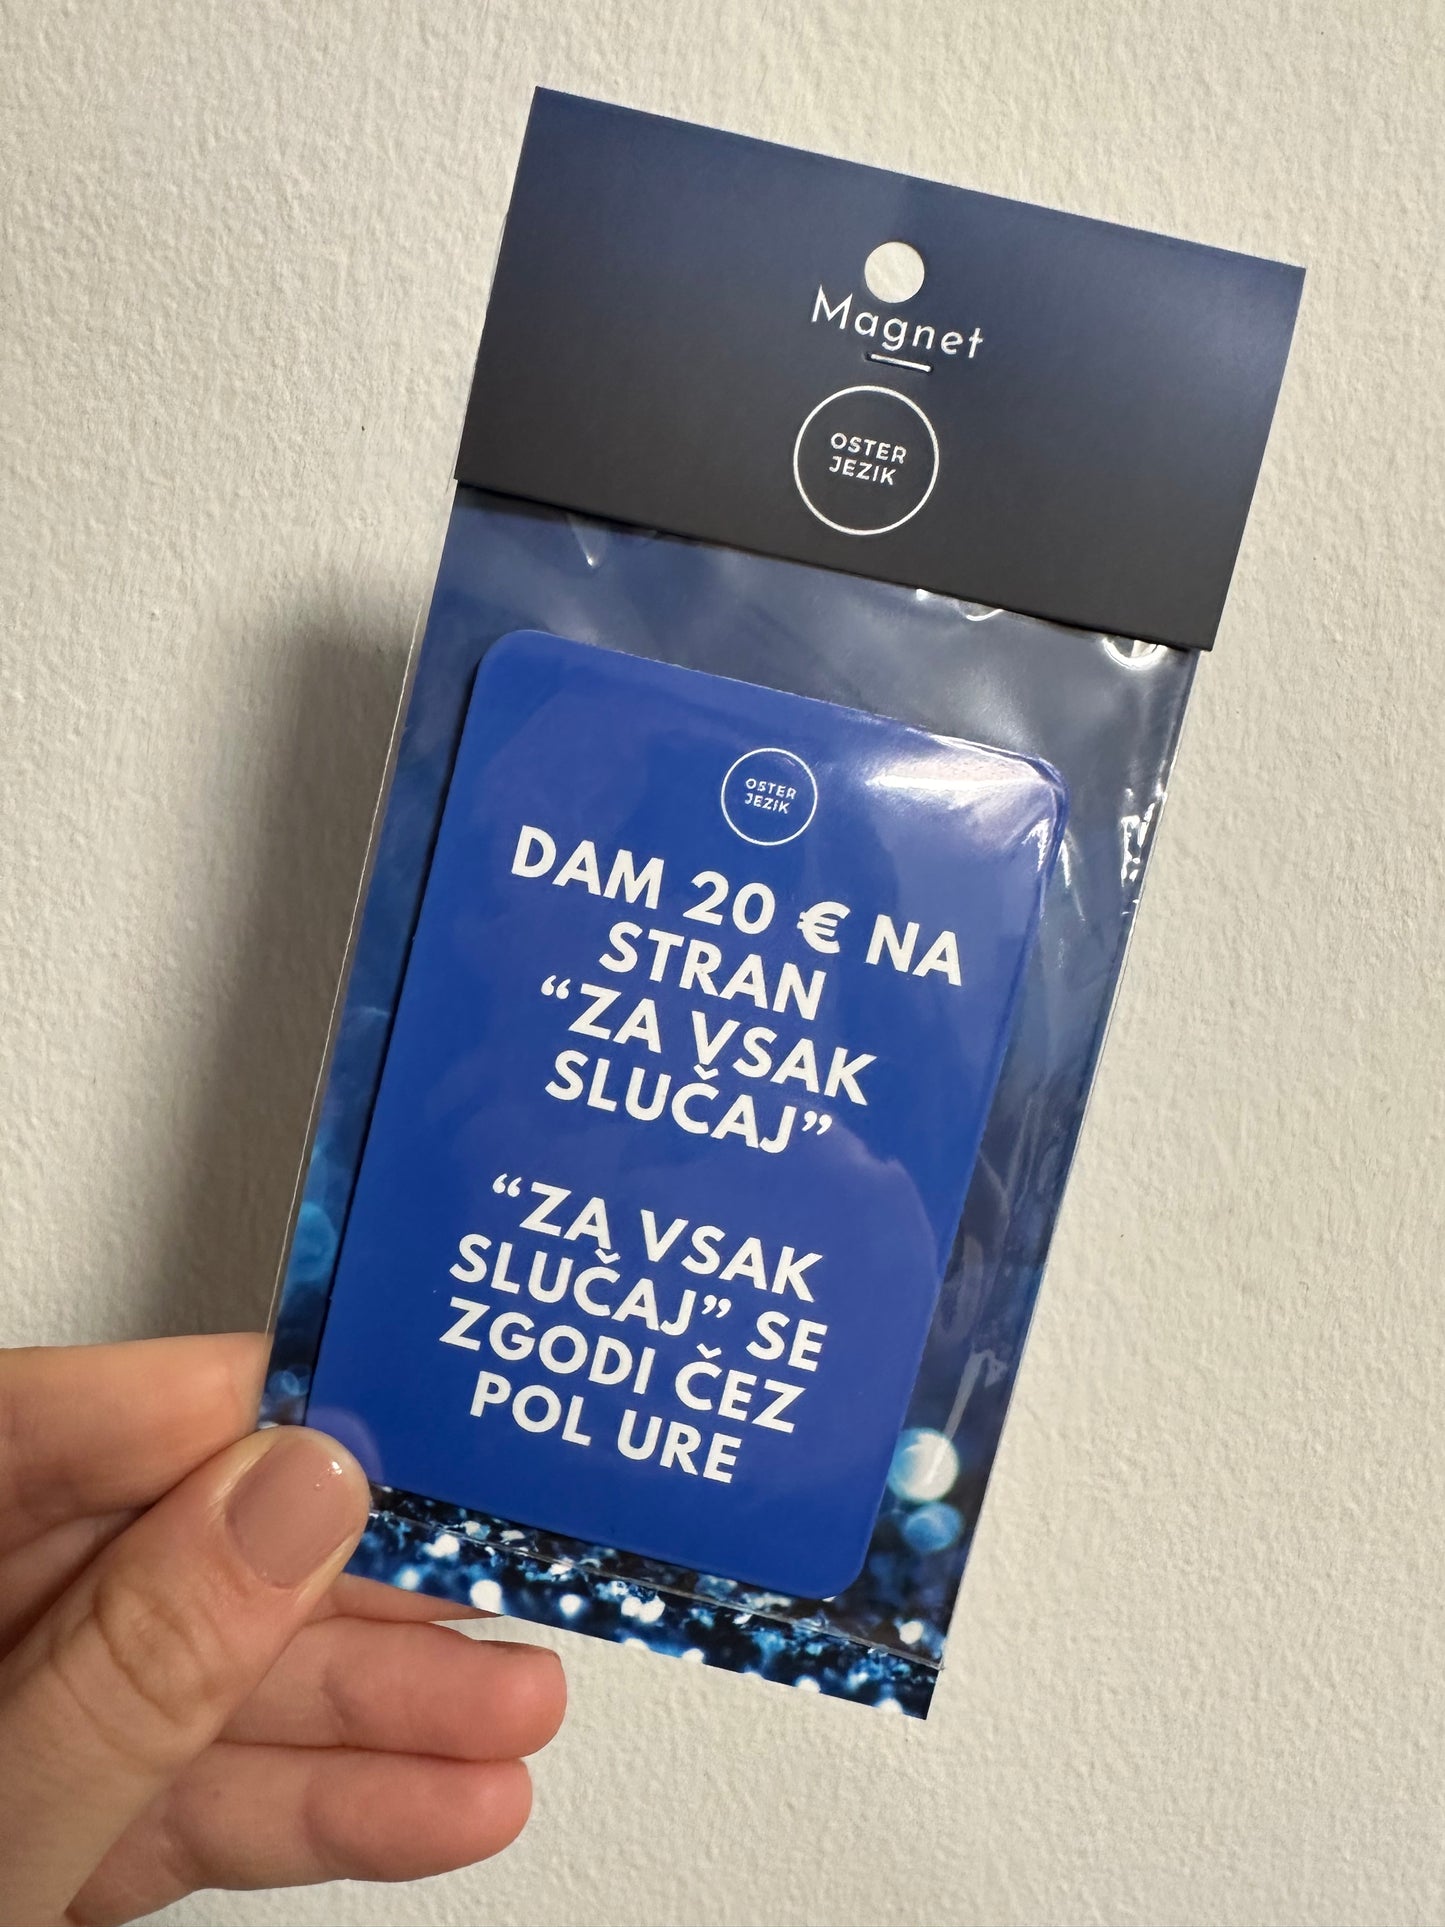 Magnet
OSTER
JEZIK
OSTER
JEZIK
DAM 20 € NA
STRAN
“ZA VSAK
SLUČAJ”
“ZA VSAK
SLUČAJ” SE
ZGODI ČEZ
POL URE